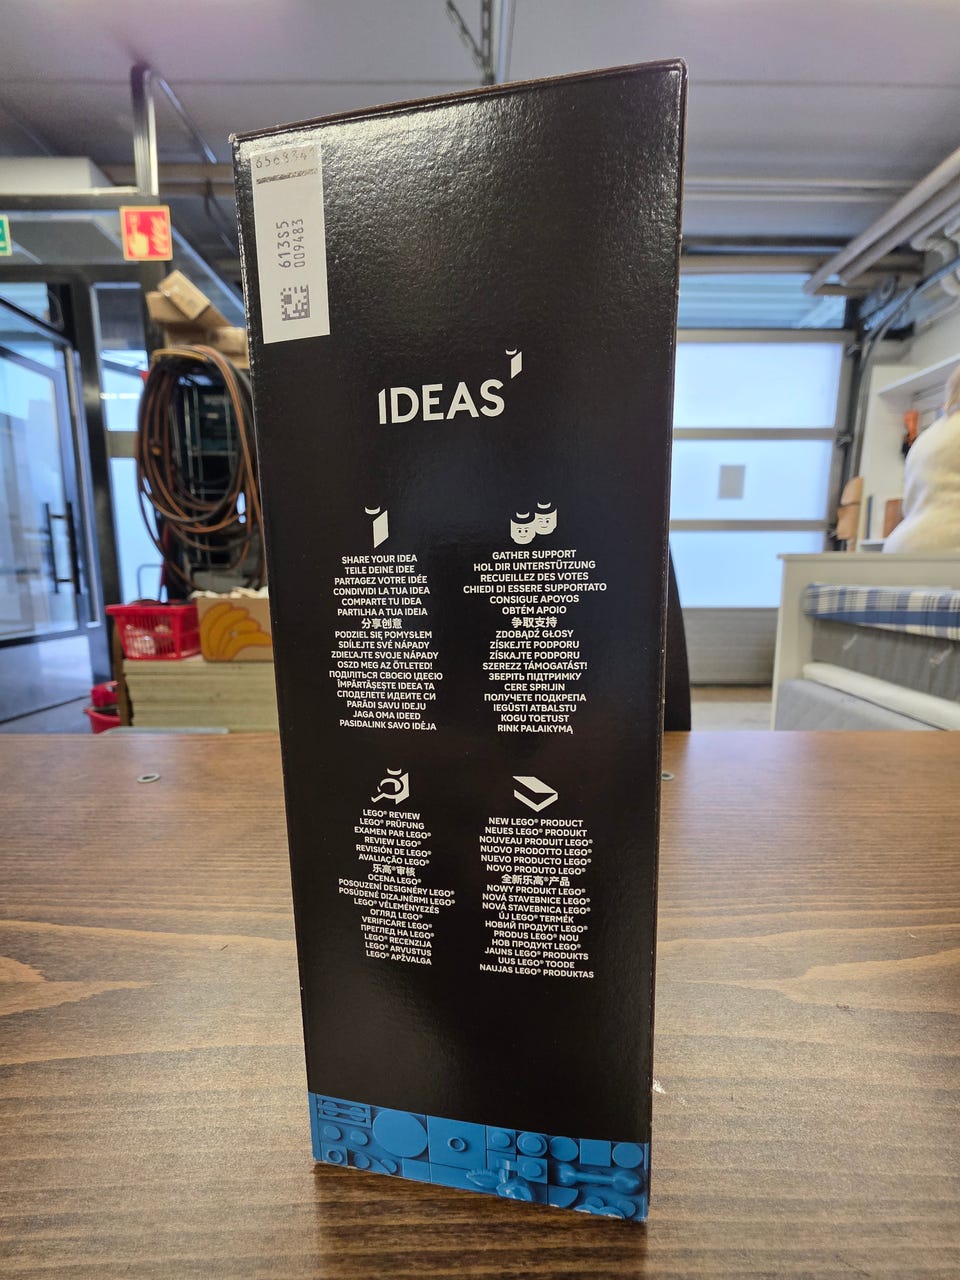 613S5
009483
IDEAS
SHARE YOUR IDEA
TEILE DEINE IDEE
PARTAGEZ VOTRE IDÉE
CONDIVIDI LA TUA IDEA
COMPARTE TU IDEA
PARTILHA A TUA IDEIA
分享创意
PODZIEL SIĘ POMYSŁEM
SDÍLEJTE SVÉ NÁPADY
ZDIEĽAJTE SVOJE NÁPADY
OSZD MEG AZ ÖTLETED!
ПОДІЛІТЬСЯ СВОЄЮ ІДЕЄЮ
ÎMPĂRTĂȘEȘTE IDEEA TA
СПОДЕЛЕТЕ ИДЕИТЕ СИ
PARĀDI SAVU IDEJU
JAGA OMA IDEED
PASIDALINK SAVO IDĖJA
GATHER SUPPORT
HOL DIR UNTERSTÜTZUNG
RECUEILLEZ DES VOTES
CHIEDI DI ESSERE SUPPORTATO
CONSIGUE APOYOS
OBTÉM APOIO
争取支持
ZDOBĄDŹ GŁOSY
ZÍSKEJTE PODPORU
ZÍSKAJTE PODPORU
SZEREZZ TÁMOGATÁST!
ЗБЕРІТЬ ПІДТРИМКУ
CERE SPRIJIN
ПОЛУЧЕТЕ ПОДКРЕПА
IEGŪSTI ATBALSTU
KOGU TOETUST
RINK PALAIKYMĄ
LEGO® REVIEW
LEGO® PRÜFUNG
EXAMEN PAR LEGO®
REVIEW LEGO®
REVISIÓN DE LEGO®
AVALIAÇÃO LEGO®
乐高®审核
OCENA LEGO®
POSOUZENÍ DESIGNÉRY LEGO®
POSÚDENÉ DIZAJNÉRMI LEGO®
LEGO® VÉLEMÉNYEZÉS
ОГЛЯД LEGO®
VERIFICARE LEGO®
ПРЕГЛЕД НА LEGO®
LEGO® RECENZIJA
LEGO® ARVUSTUS
LEGO® APŽVALGA
NEW LEGO® PRODUCT
NEUES LEGO® PRODUKT
NOUVEAU PRODUIT LEGO®
NUOVO PRODOTTO LEGO®
NUEVO PRODUCTO LEGO®
NOVO PRODUTO LEGO®
全新乐高®产品
NOWY PRODUKT LEGO®
NOVÁ STAVEBNICE LEGO®
NOVÁ STAVEBNICA LEGO®
ÚJ LEGO® TERMÉK
НОВИЙ ПРОДУКТ LEGO®
PRODUS LEGO® NOU
НОВ ПРОДУКТ LEGO®
JAUNS LEGO® PRODUKTS
UUS LEGO® TOODE
NAUJAS LEGO® PRODUKTAS